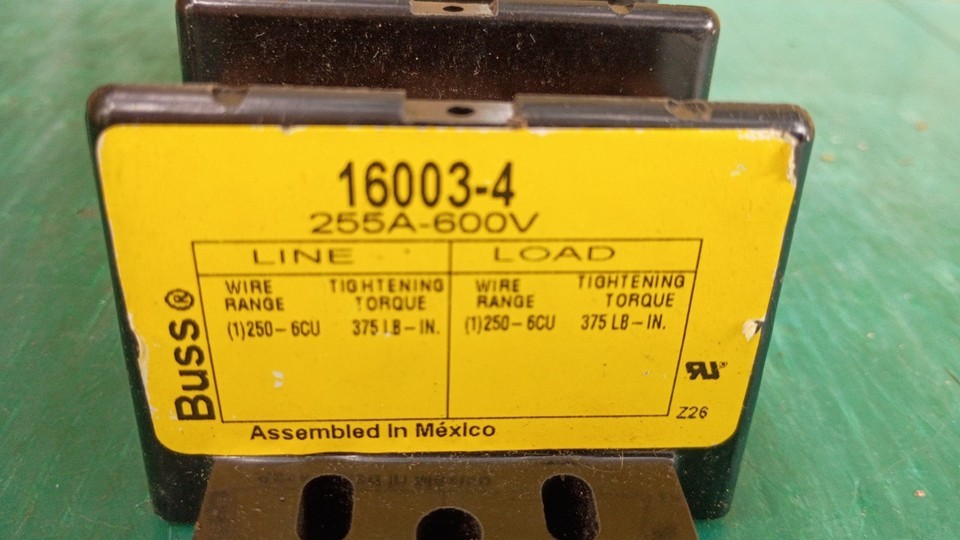 16003-4
255A-600V
LINE LOAD
WIRE RANGE TIGHTENING TORQUE WIRE RANGE TIGHTENING TORQUE
(1)250-6CU 375 LB-IN. (1)250-6CU 375 LB-IN.
Buss®
Z26
Assembled in México